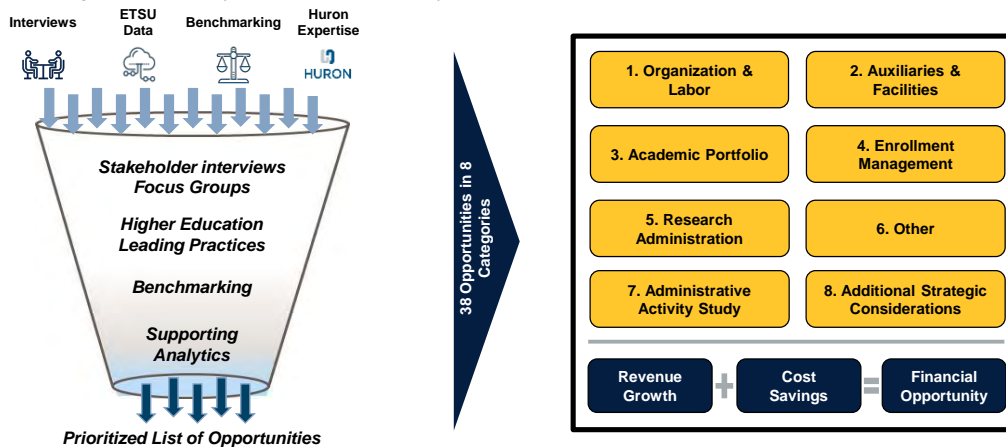 Interviews
ETSU
Data
Benchmarking
Huron
Expertise
HURON
Stakeholder interviews
Focus Groups
Higher Education
Leading Practices
Benchmarking
Supporting
Analytics
Prioritized List of Opportunities
38 Opportunities in 8
Categories
1. Organization &
Labor
2. Auxiliaries &
Facilities
3. Academic Portfolio
4. Enrollment
Management
5. Research
Administration
6. Other
7. Administrative
Activity Study
8. Additional Strategic
Considerations
Revenue
Growth
+
Cost
Savings
=
Financial
Opportunity